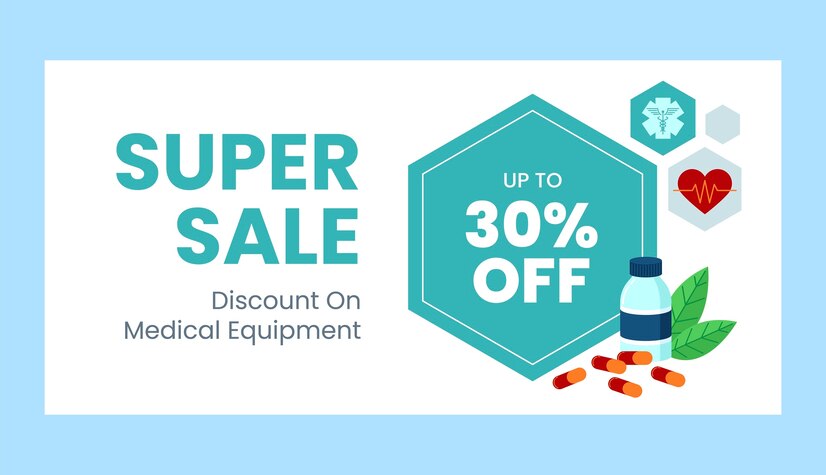 SUPER
SALE
Discount On
Medical Equipment
UP TO
30%
OFF